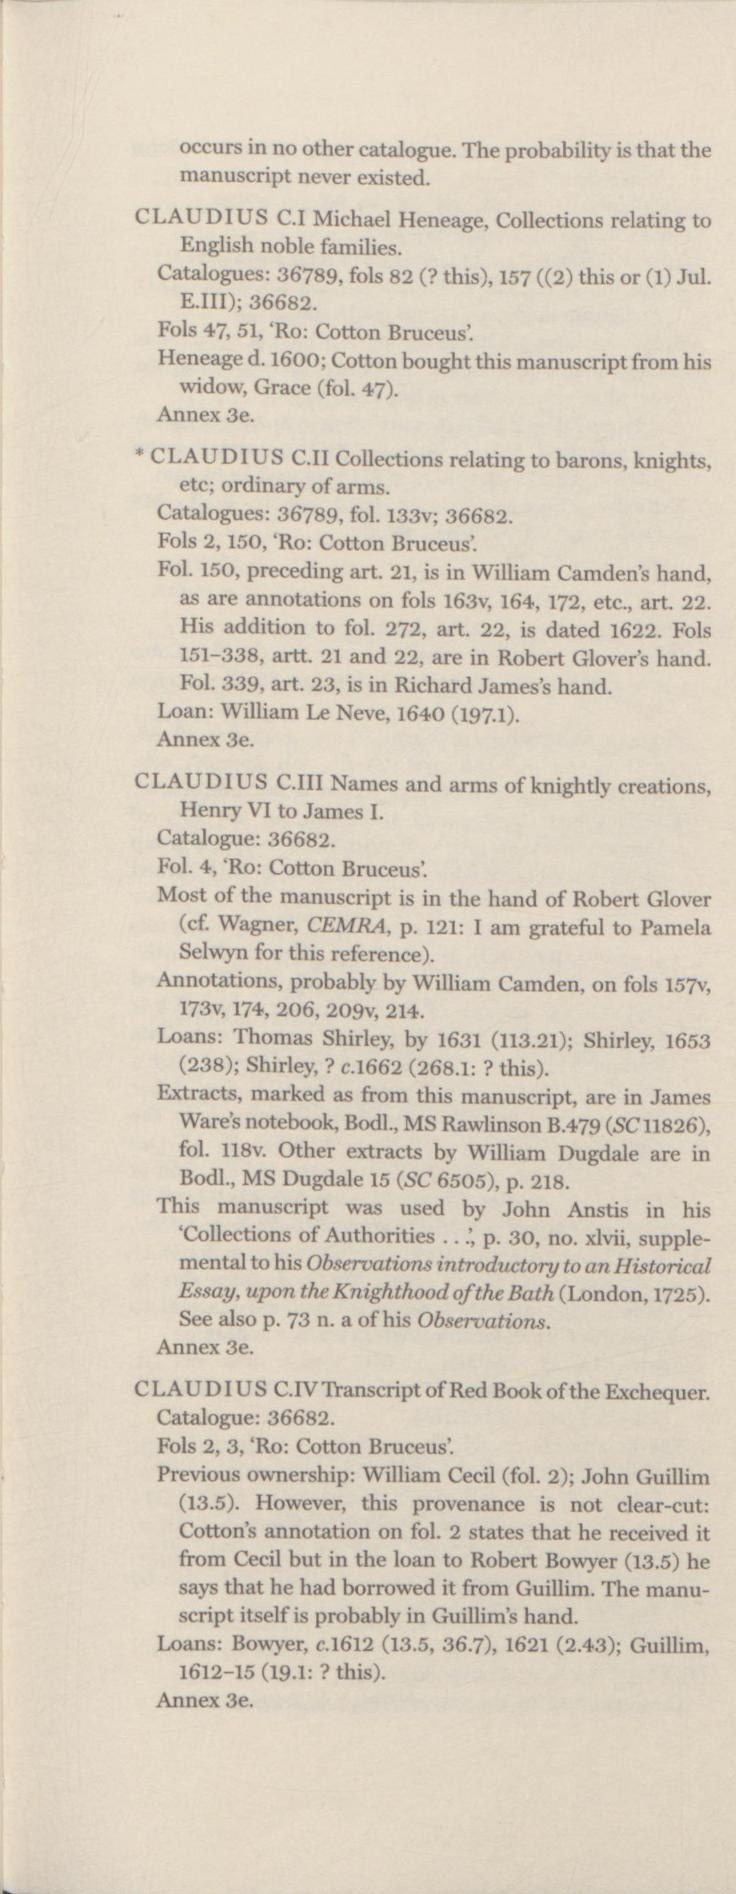 occurs in no other catalogue. The probability is that the
manuscript never existed.
CLAUDIUS C.I Michael Heneage, Collections relating to
English noble families.
Catalogues: 36789, fols 82 (? this), 157 ((2) this or (1) Jul.
E.III); 36682.
Fols 47, 51, ‘Ro: Cotton Bruceus’.
Heneage d. 1600; Cotton bought this manuscript from his
widow, Grace (fol. 47).
Annex 3e.
* CLAUDIUS C.II Collections relating to barons, knights,
etc; ordinary of arms.
Catalogues: 36789, fol. 133v; 36682.
Fols 2, 150, ‘Ro: Cotton Bruceus’.
Fol. 150, preceding art. 21, is in William Camden’s hand,
as are annotations on fols 163v, 164, 172, etc., art. 22.
His addition to fol. 272, art. 22, is dated 1622. Fols
151–338, artt. 21 and 22, are in Robert Glover’s hand.
Fol. 339, art. 23, is in Richard James’s hand.
Loan: William Le Neve, 1640 (197.1).
Annex 3e.
CLAUDIUS C.III Names and arms of knightly creations,
Henry VI to James I.
Catalogue: 36682.
Fol. 4, ‘Ro: Cotton Bruceus’.
Most of the manuscript is in the hand of Robert Glover
(cf. Wagner, CEMRA, p. 121: I am grateful to Pamela
Selwyn for this reference).
Annotations, probably by William Camden, on fols 157v,
173v, 174, 206, 209v, 214.
Loans: Thomas Shirley, by 1631 (113.21); Shirley, 1653
(238); Shirley, ? c.1662 (268.1: ? this).
Extracts, marked as from this manuscript, are in James
Ware’s notebook, Bodl., MS Rawlinson B.479 (SC 11826),
fol. 118v. Other extracts by William Dugdale are in
Bodl., MS Dugdale 15 (SC 6505), p. 218.
This manuscript was used by John Anstis in his
‘Collections of Authorities . . .’, p. 30, no. xlvii, supple-
mental to his Observations introductory to an Historical
Essay, upon the Knighthood of the Bath (London, 1725).
See also p. 73 n. a of his Observations.
Annex 3e.
CLAUDIUS C.IV Transcript of Red Book of the Exchequer.
Catalogue: 36682.
Fols 2, 3, ‘Ro: Cotton Bruceus’.
Previous ownership: William Cecil (fol. 2); John Guillim
(13.5). However, this provenance is not clear-cut:
Cotton’s annotation on fol. 2 states that he received it
from Cecil but in the loan to Robert Bowyer (13.5) he
says that he had borrowed it from Guillim. The manu-
script itself is probably in Guillim’s hand.
Loans: Bowyer, c.1612 (13.5, 36.7), 1621 (2.43); Guillim,
1612–15 (19.1: ? this).
Annex 3e.